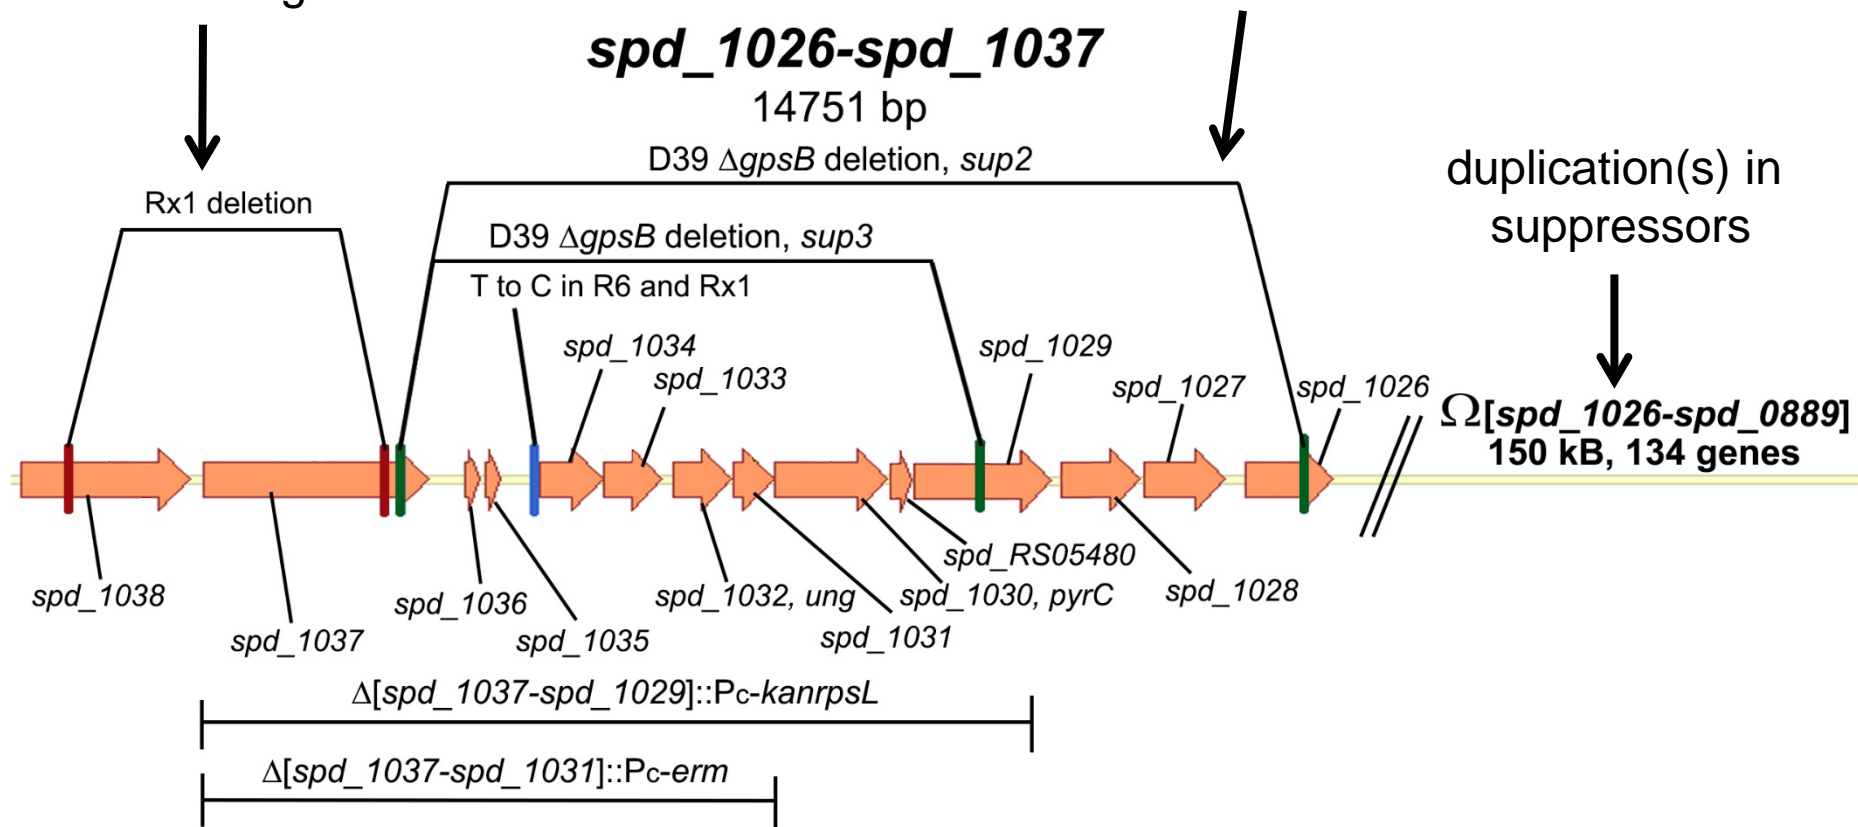 spd_1026-spd_1037
14751 bp
D39 ΔgpsB deletion, sup2
duplication(s) in
suppressors
Rx1 deletion
D39 ΔgpsB deletion, sup3
T to C in R6 and Rx1
spd_1034
spd_1033
spd_1029
spd_1027
spd_1026
Ω[spd_1026-spd_0889]
150 kB, 134 genes
spd_1038
spd_1037
spd_1036
spd_1035
spd_1032, ung
spd_1031
spd_1030, pyrC
spd_RS05480
spd_1028
Δ[spd_1037-spd_1029]::Pc-kanrpsL
Δ[spd_1037-spd_1031]::Pc-erm